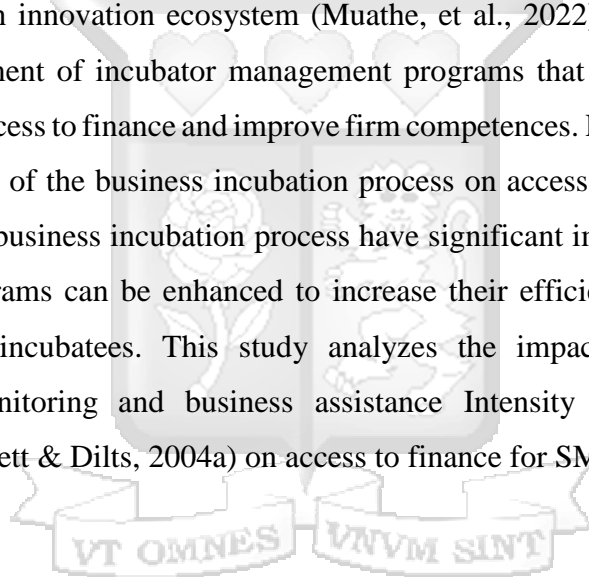 n innovation ecosystem (Muathe, et al., 2022)
ent of incubator management programs that
cess to finance and improve firm competences.
of the business incubation process on access
business incubation process have significant in
rams can be enhanced to increase their efficie
incubatees. This study analyzes the impac
nitoring and business assistance Intensity
ett & Dilts, 2004a) on access to finance for SM
VT OMNES VNVM SINT